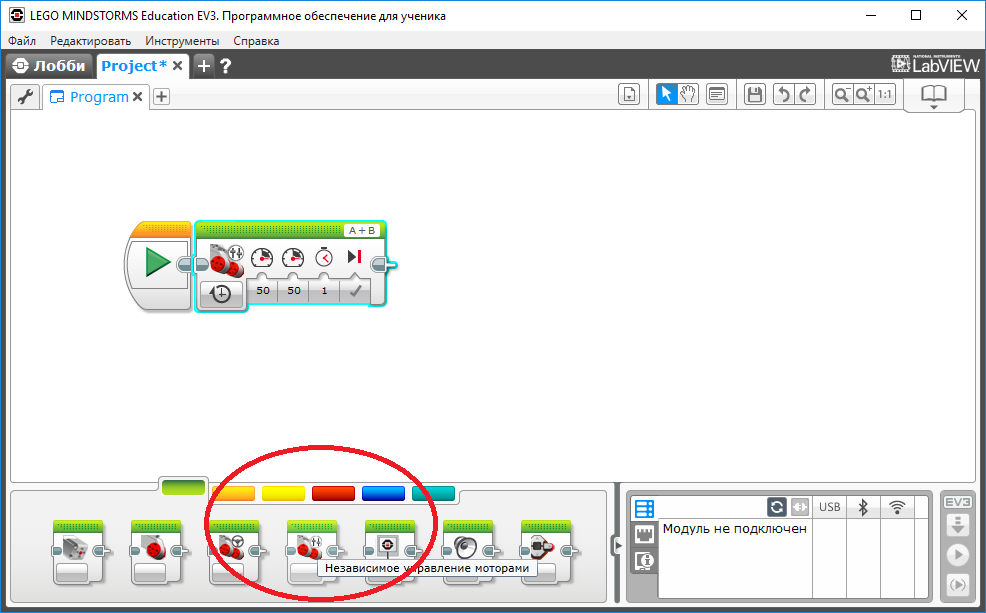 LEGO MINDSTORMS Education EV3. Программное обеспечение для ученика
Файл Редактировать Инструменты Справка
Лобби Project* × + ?
NATIONAL INSTRUMENTS
LabVIEW
Program × +
1:1
A + B
50 50 1
USB
EV3
Модуль не подключен
Независимое управление моторами